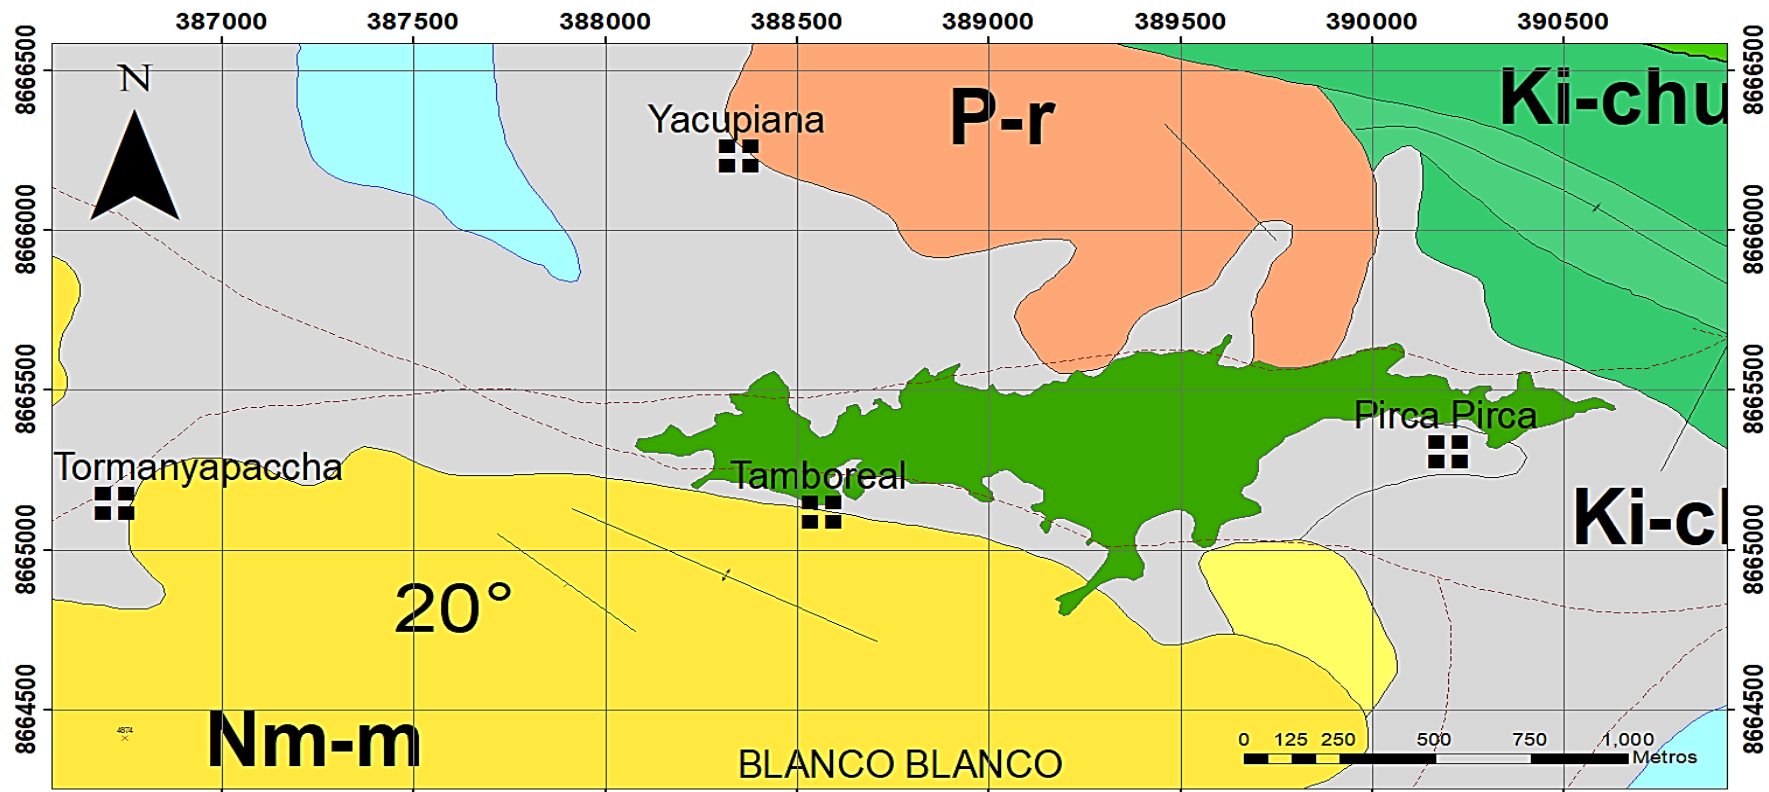 387000 387500 388000 388500 389000 389500 390000 390500
8666500 8666500
N
Ki-chu
P-r
Yacupiana
8666000 8666000
8665500 8665500
Pirca Pirca
Tormanyapaccha
Tamboreal
Ki-cl
8665000 8665000
20°
8664500 8664500
4874
Nm-m
BLANCO BLANCO
0 125 250 500 750 1,000
Metros